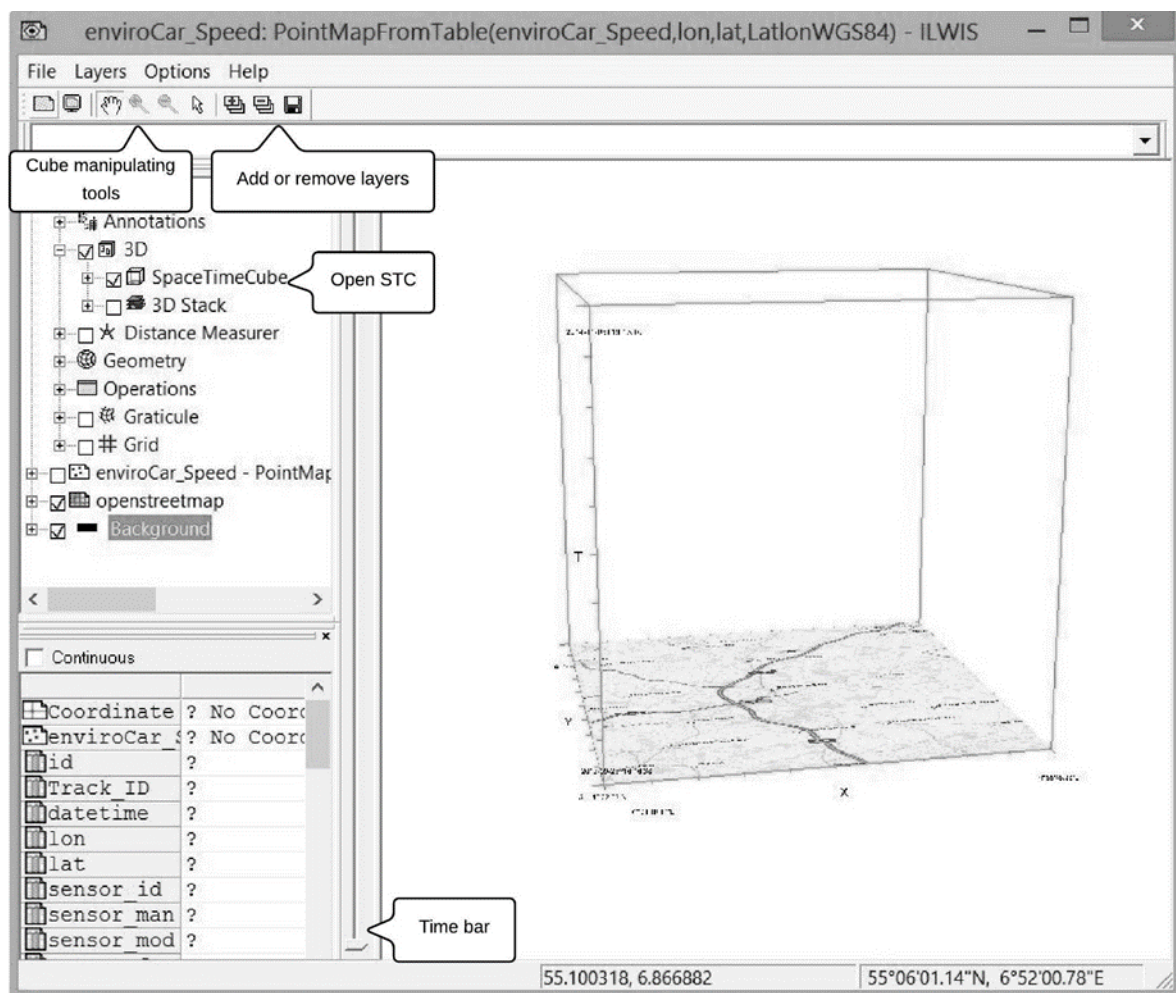 enviroCar_Speed: PointMapFromTable(enviroCar_Speed,lon,lat,LatlonWGS84) - ILWIS
File Layers Options Help
Cube manipulating
tools
Add or remove layers
Annotations
3D
SpaceTimeCube
Open STC
3D Stack
Distance Measurer
Geometry
Operations
Graticule
Grid
enviroCar_Speed - PointMap
openstreetmap
Background
Continuous
Coordinate ? No Coord
enviroCar_S ? No Coord
id ?
Track_ID ?
datetime ?
lon ?
lat ?
sensor_id ?
sensor_man ?
sensor_mod ?
Time bar
T
Y
X
55.100318, 6.866882
55°06'01.14"N, 6°52'00.78"E